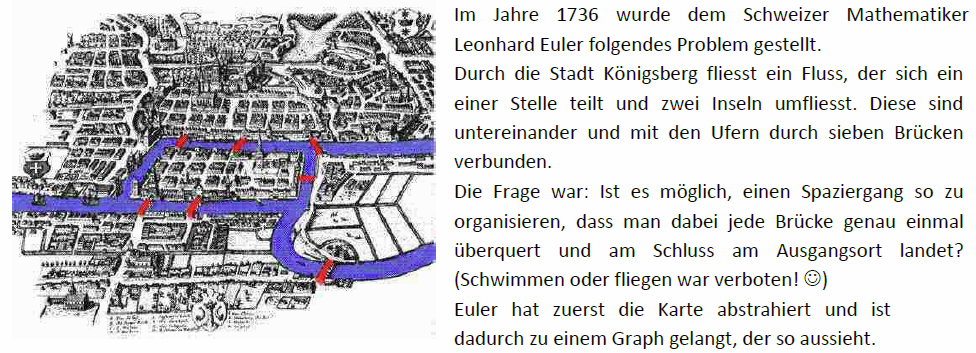 Im Jahre 1736 wurde dem Schweizer Mathematiker
Leonhard Euler folgendes Problem gestellt.
Durch die Stadt Königsberg fliesst ein Fluss, der sich ein
einer Stelle teilt und zwei Inseln umfliesst. Diese sind
untereinander und mit den Ufern durch sieben Brücken
verbunden.
Die Frage war: Ist es möglich, einen Spaziergang so zu
organisieren, dass man dabei jede Brücke genau einmal
überquert und am Schluss am Ausgangsort landet?
(Schwimmen oder fliegen war verboten! ☺)
Euler hat zuerst die Karte abstrahiert und ist
dadurch zu einem Graph gelangt, der so aussieht.